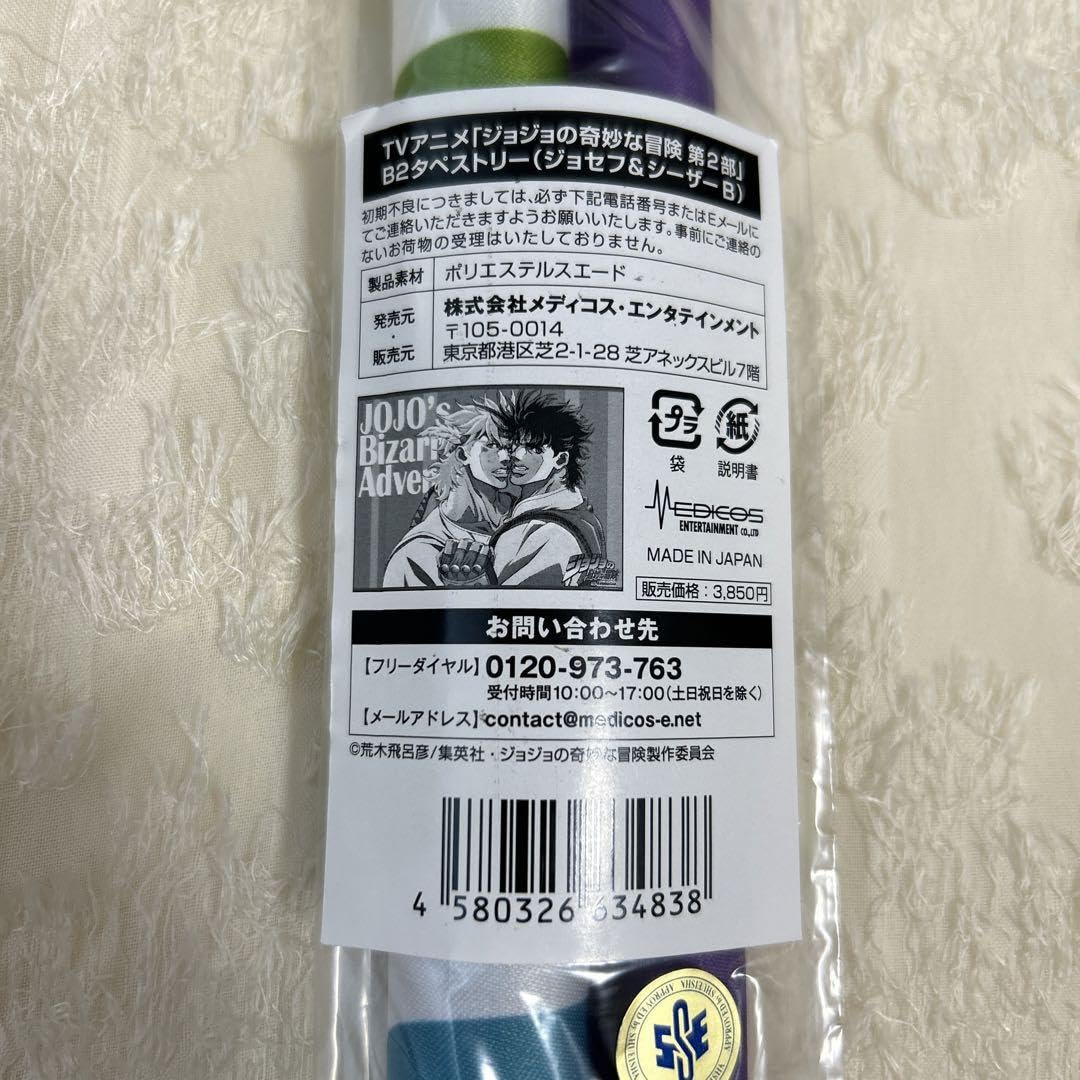 TVアニメ「ジョジョの奇妙な冒険 第2部」
B2タペストリー(ジョセフ&シーザーB)
初期不良につきましては、必ず下記電話番号またはEメールに
てご連絡いただきますようお願いいたします。事前にご連絡の
ないお荷物の受理はいたしておりません。
製品素材 ポリエステルスエード
発売元・販売元 株式会社メディコス・エンタテインメント
〒105-0014
東京都港区芝2-1-28 芝アネックスビル7階
JOJO's
Bizarr
Adven
プラ
袋
紙
説明書
MEDICOS
ENTERTAINMENT CO.,LTD
MADE IN JAPAN
販売価格:3,850円
お問い合わせ先
【フリーダイヤル】0120-973-763
受付時間10:00〜17:00(土日祝日を除く)
【メールアドレス】contact@medicos-e.net
©荒木飛呂彦/集英社・ジョジョの奇妙な冒険製作委員会
4 580326 634838
APPROVED by SHUEISHA